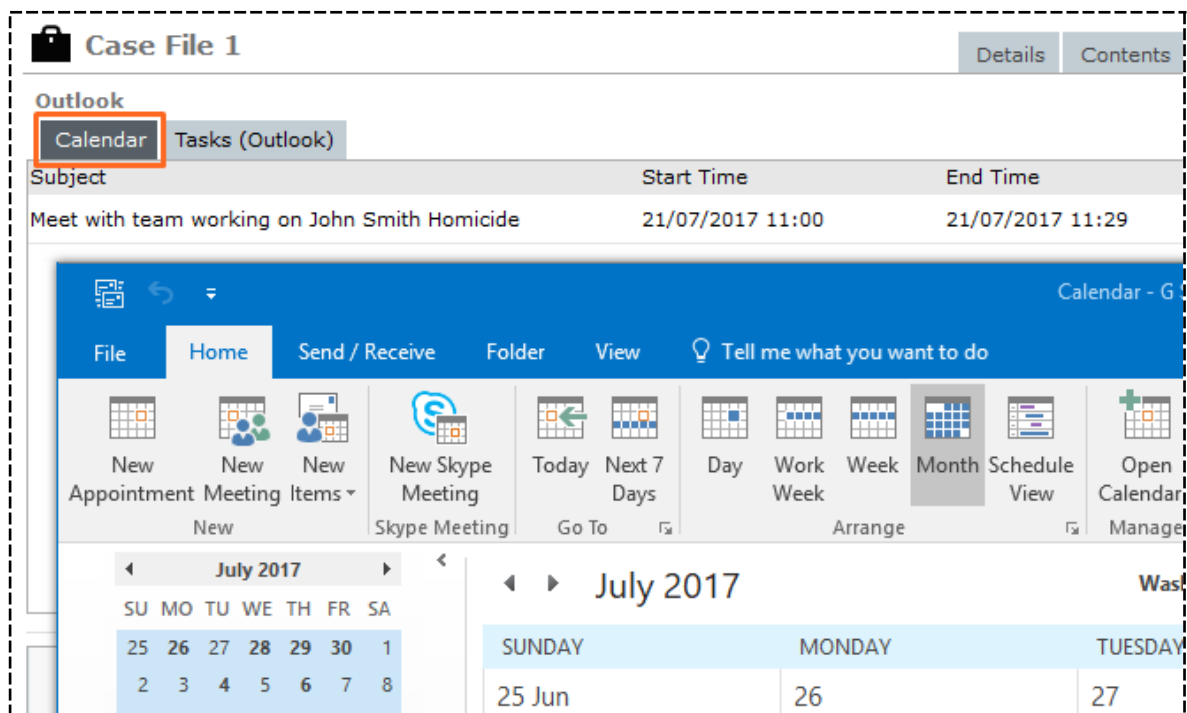 Case File 1
Details Contents
Outlook
Calendar Tasks (Outlook)
Subject Start Time End Time
Meet with team working on John Smith Homicide 21/07/2017 11:00 21/07/2017 11:29
Calendar - G
File Home Send / Receive Folder View Tell me what you want to do
New Appointment
New Meeting
New Items
New Skype Meeting
Today
Next 7 Days
Day
Work Week
Week
Month
Schedule View
Open Calendar
New Skype Meeting Go To Arrange Manage
July 2017
SU MO TU WE TH FR SA
25 26 27 28 29 30 1
2 3 4 5 6 7 8
July 2017
SUNDAY MONDAY TUESDAY
25 Jun 26 27